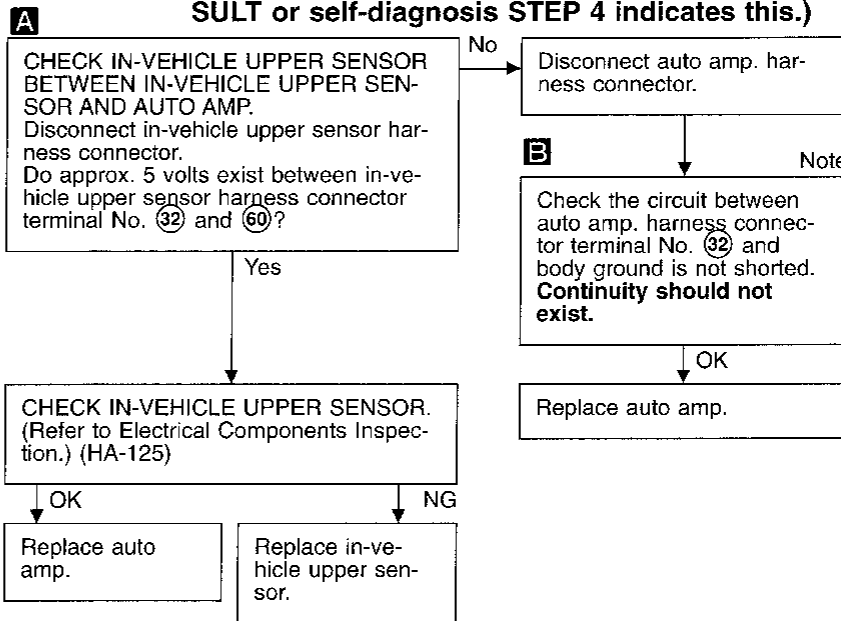 SULT or self-diagnosis STEP 4 indicates this.)
A
CHECK IN-VEHICLE UPPER SENSOR
BETWEEN IN-VEHICLE UPPER SEN-
SOR AND AUTO AMP.
Disconnect in-vehicle upper sensor har-
ness connector.
Do approx. 5 volts exist between in-ve-
hicle upper sensor harness connector
terminal No. 32 and 60?
No
Disconnect auto amp. har-
ness connector.
B
Note
Check the circuit between
auto amp. harness connec-
tor terminal No. 32 and
body ground is not shorted.
Continuity should not
exist.
OK
Replace auto amp.
Yes
CHECK IN-VEHICLE UPPER SENSOR.
(Refer to Electrical Components Inspec-
tion.) (HA-125)
OK
NG
Replace auto
amp.
Replace in-ve-
hicle upper sen-
sor.